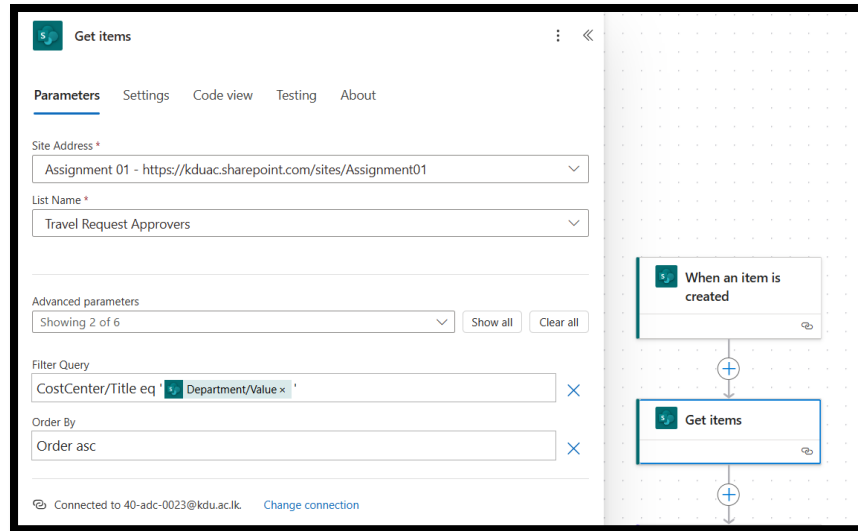 Get items
Parameters Settings Code view Testing About
Site Address *
Assignment 01 - https://kduac.sharepoint.com/sites/Assignment01
List Name *
Travel Request Approvers
Advanced parameters
Showing 2 of 6 Show all Clear all
Filter Query
CostCenter/Title eq ' Department/Value × '
Order By
Order asc
Connected to 40-adc-0023@kdu.ac.lk. Change connection
When an item is
created
Get items